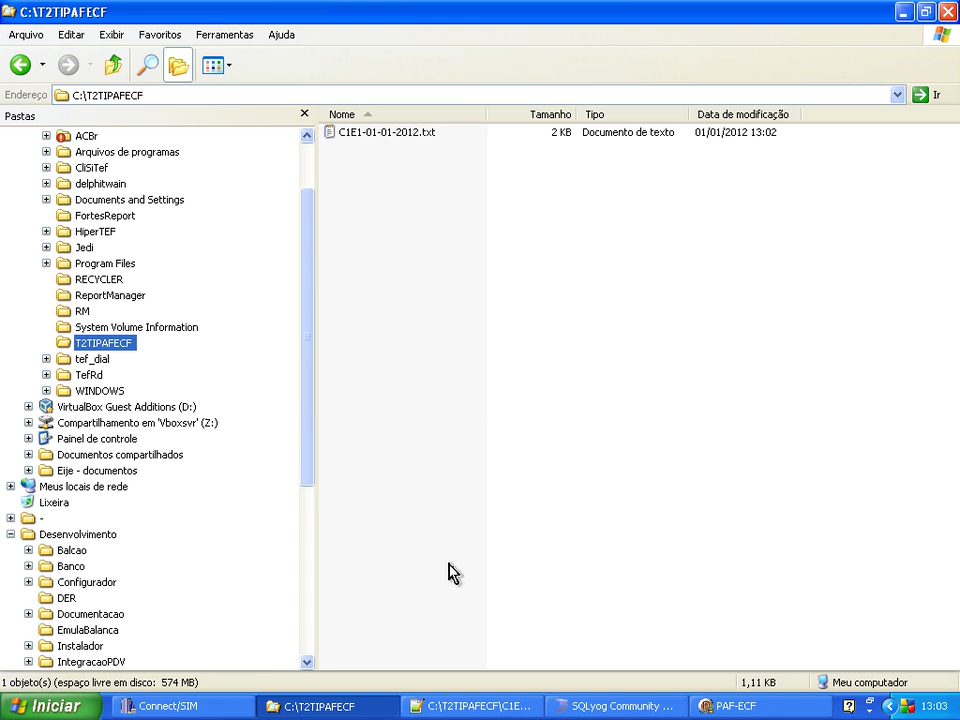 C:\T2TIPAFECF
Arquivo Editar Exibir Favoritos Ferramentas Ajuda
Endereço C:\T2TIPAFECF Ir
Pastas
Nome Tamanho Tipo Data de modificação
C1E1-01-01-2012.txt 2 KB Documento de texto 01/01/2012 13:02
ACBr
Arquivos de programas
CliSiTef
delphitwain
Documents and Settings
FortesReport
HiperTEF
Jedi
Program Files
RECYCLER
ReportManager
RM
System Volume Information
T2TIPAFECF
tef_dial
TefRd
WINDOWS
VirtualBox Guest Additions (D:)
Compartilhamento em 'Vboxsvr' (Z:)
Painel de controle
Documentos compartilhados
Eije - documentos
Meus locais de rede
Lixeira
-
Desenvolvimento
Balcao
Banco
Configurador
DER
Documentacao
EmulaBalanca
Instalador
IntegracaoPDV
1 objeto(s) (espaço livre em disco: 574 MB) 1,11 KB Meu computador
Iniciar Connect/SIM C:\T2TIPAFECF C:\T2TIPAFECF\C1E... SQLyog Community ... PAF-ECF 13:03